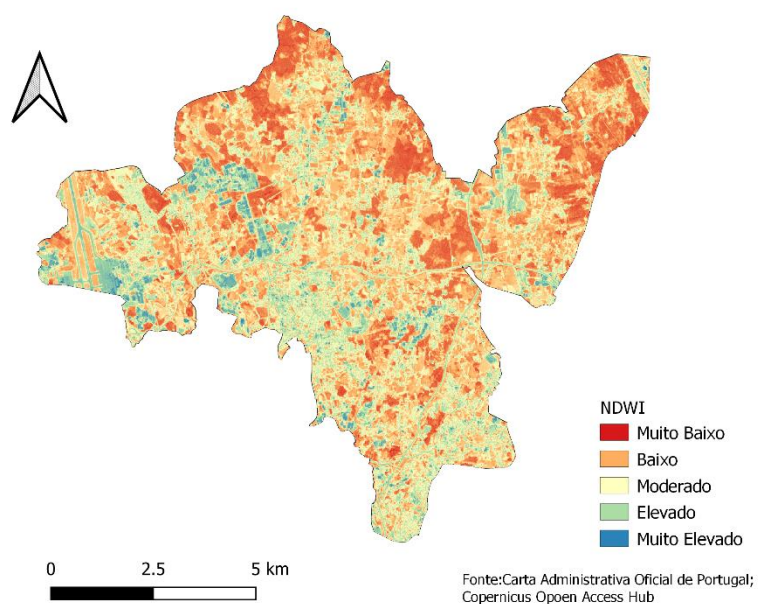 NDWI
Muito Baixo
Baixo
Moderado
Elevado
Muito Elevado
0 2.5 5 km
Fonte:Carta Administrativa Oficial de Portugal;
Copernicus Opoen Access Hub